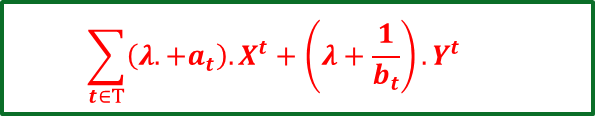 ∑_{t∈T} (λ. +a_t). X^t + (λ + 1/b_t). Y^t